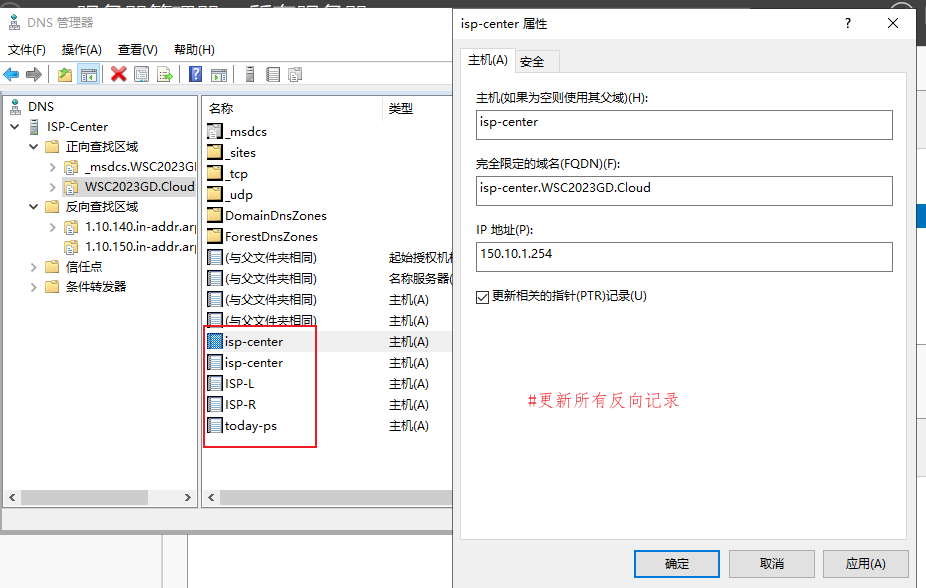 DNS 管理器
文件(F) 操作(A) 查看(V) 帮助(H)
DNS
ISP-Center
正向查找区域
_msdcs.WSC2023GI
WSC2023GD.Cloud
反向查找区域
1.10.140.in-addr.arp
1.10.150.in-addr.arp
信任点
条件转发器
名称 类型
_msdcs
_sites
_tcp
_udp
DomainDnsZones
ForestDnsZones
(与父文件夹相同) 起始授权机构
(与父文件夹相同) 名称服务器(
(与父文件夹相同) 主机(A)
(与父文件夹相同) 主机(A)
isp-center 主机(A)
isp-center 主机(A)
ISP-L 主机(A)
ISP-R 主机(A)
today-ps 主机(A)
isp-center 属性
主机(A) 安全
主机(如果为空则使用其父域)(H):
isp-center
完全限定的域名(FQDN)(F):
isp-center.WSC2023GD.Cloud
IP 地址(P):
150.10.1.254
更新相关的指针(PTR)记录(U)
#更新所有反向记录
确定 取消 应用(A)